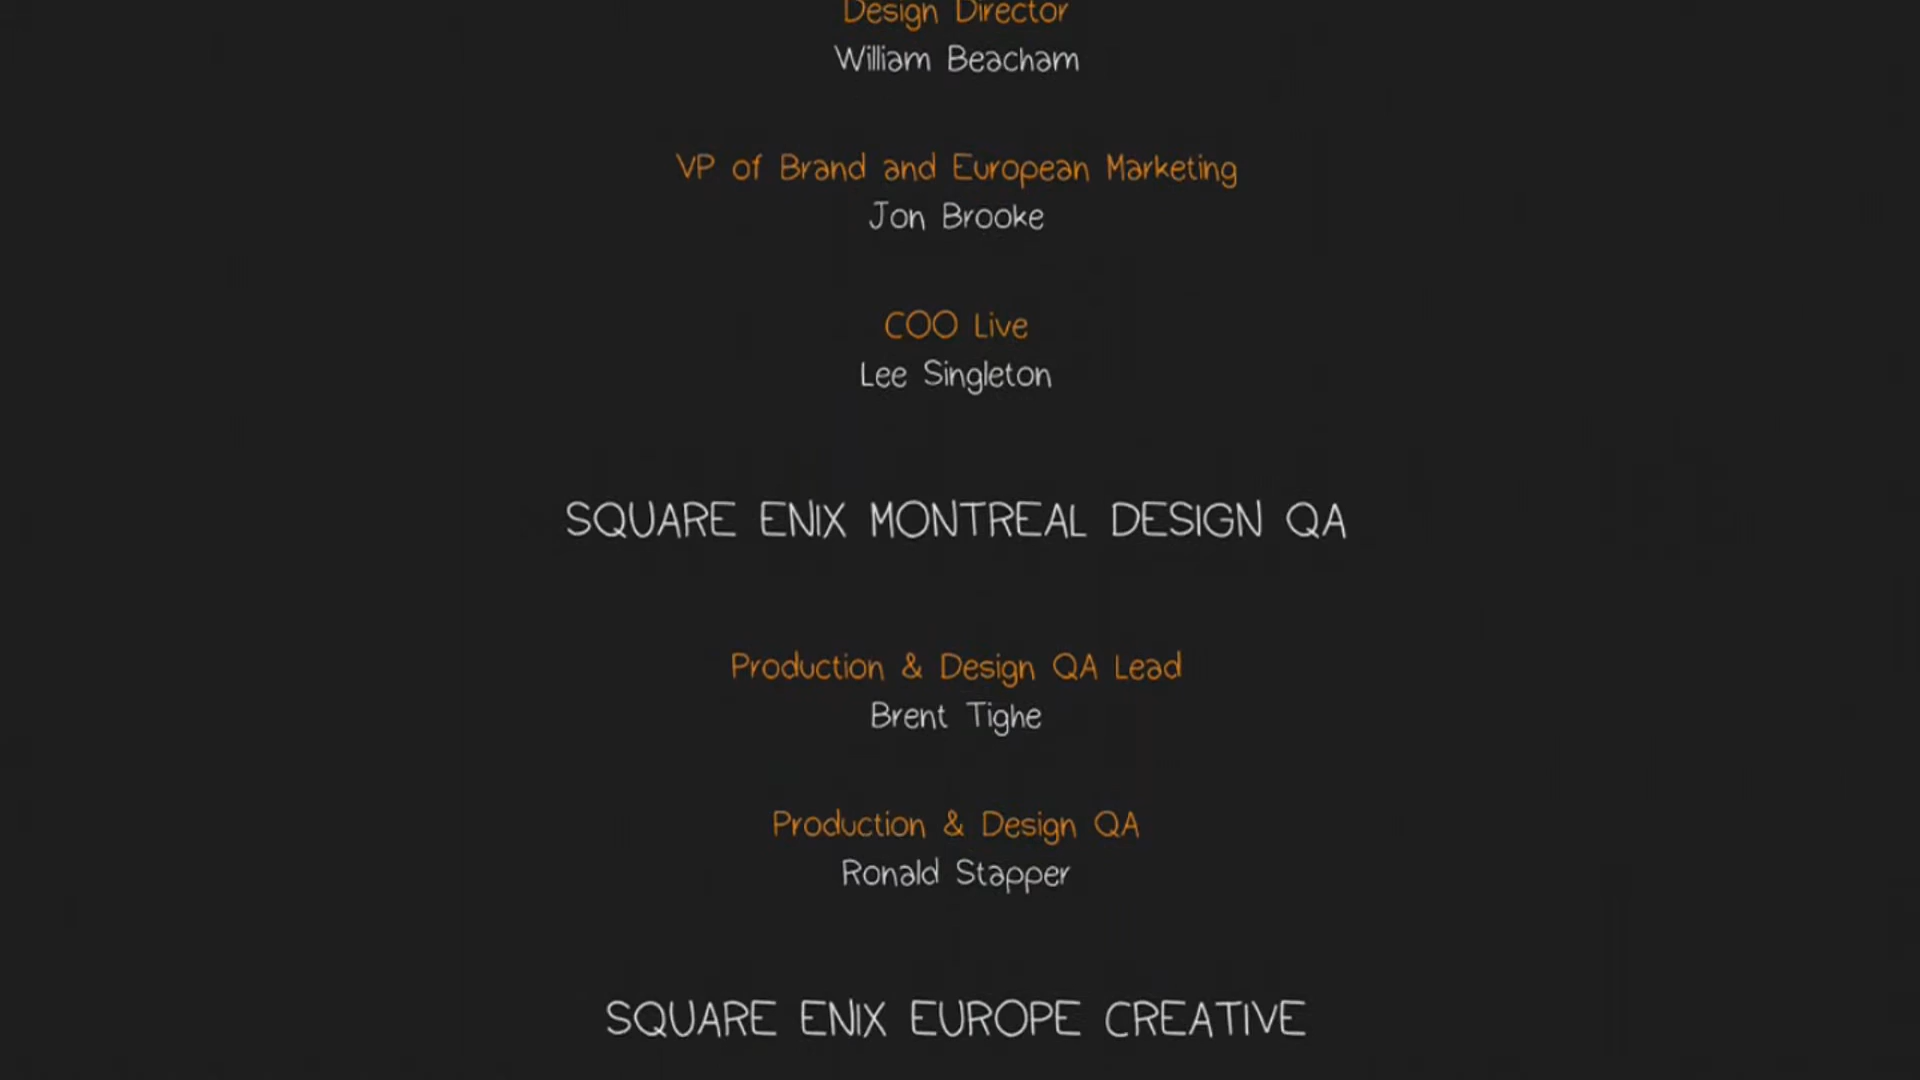 Design Director
William Beacham
VP of Brand and European Marketing
Jon Brooke
COO Live
Lee Singleton
SQUARE ENIX MONTREAL DESIGN QA
Production & Design QA Lead
Brent Tighe
Production & Design QA
Ronald Stapper
SQUARE ENIX EUROPE CREATIVE